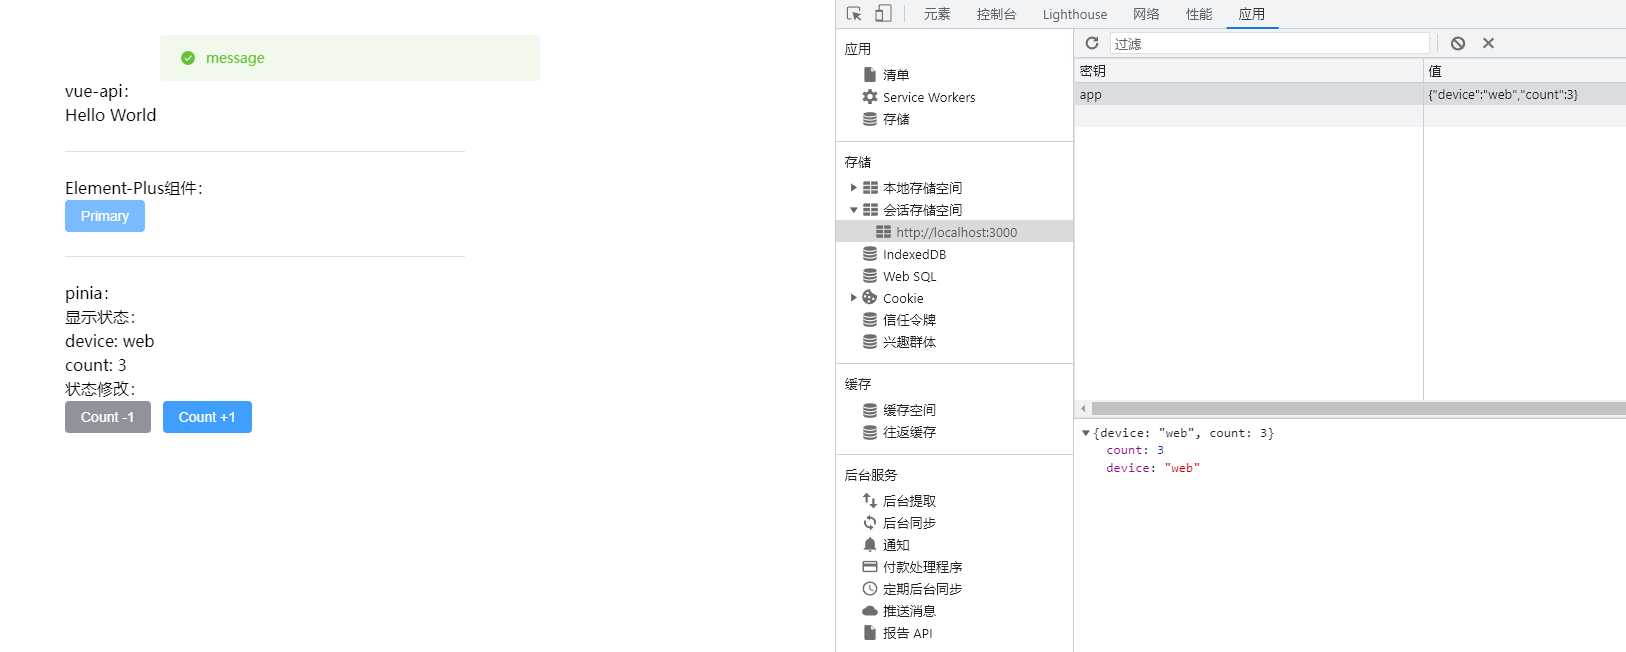 message
vue-api：
Hello World
Element-Plus组件：
Primary
pinia：
显示状态：
device: web
count: 3
状态修改：
Count -1 Count +1
元素 控制台 Lighthouse 网络 性能 应用
应用
清单
Service Workers
存储
存储
本地存储空间
会话存储空间
http://localhost:3000
IndexedDB
Web SQL
Cookie
信任令牌
兴趣群体
缓存
缓存空间
往返缓存
后台服务
后台提取
后台同步
通知
付款处理程序
定期后台同步
推送消息
报告 API
过滤
密钥 值
app {"device":"web","count":3}
{device: "web", count: 3}
count: 3
device: "web"